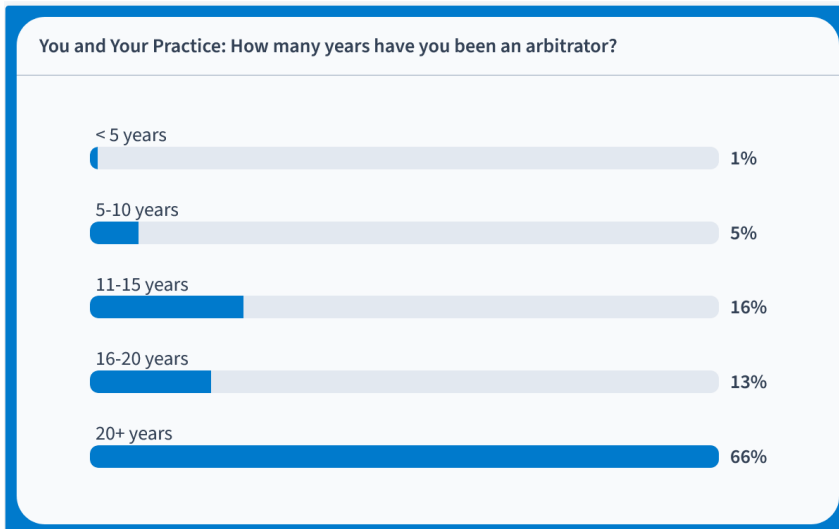 You and Your Practice: How many years have you been an arbitrator?
< 5 years
1%
5-10 years
5%
11-15 years
16%
16-20 years
13%
20+ years
66%